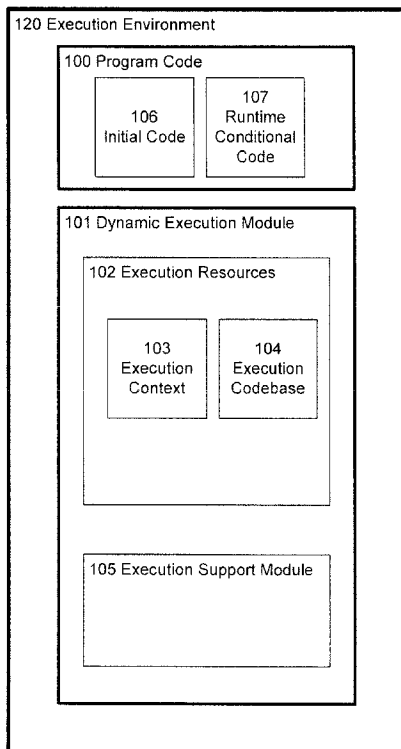 120 Execution Environment
100 Program Code
106
Initial Code
107
Runtime
Conditional
Code
101 Dynamic Execution Module
102 Execution Resources
103
Execution
Context
104
Execution
Codebase
105 Execution Support Module